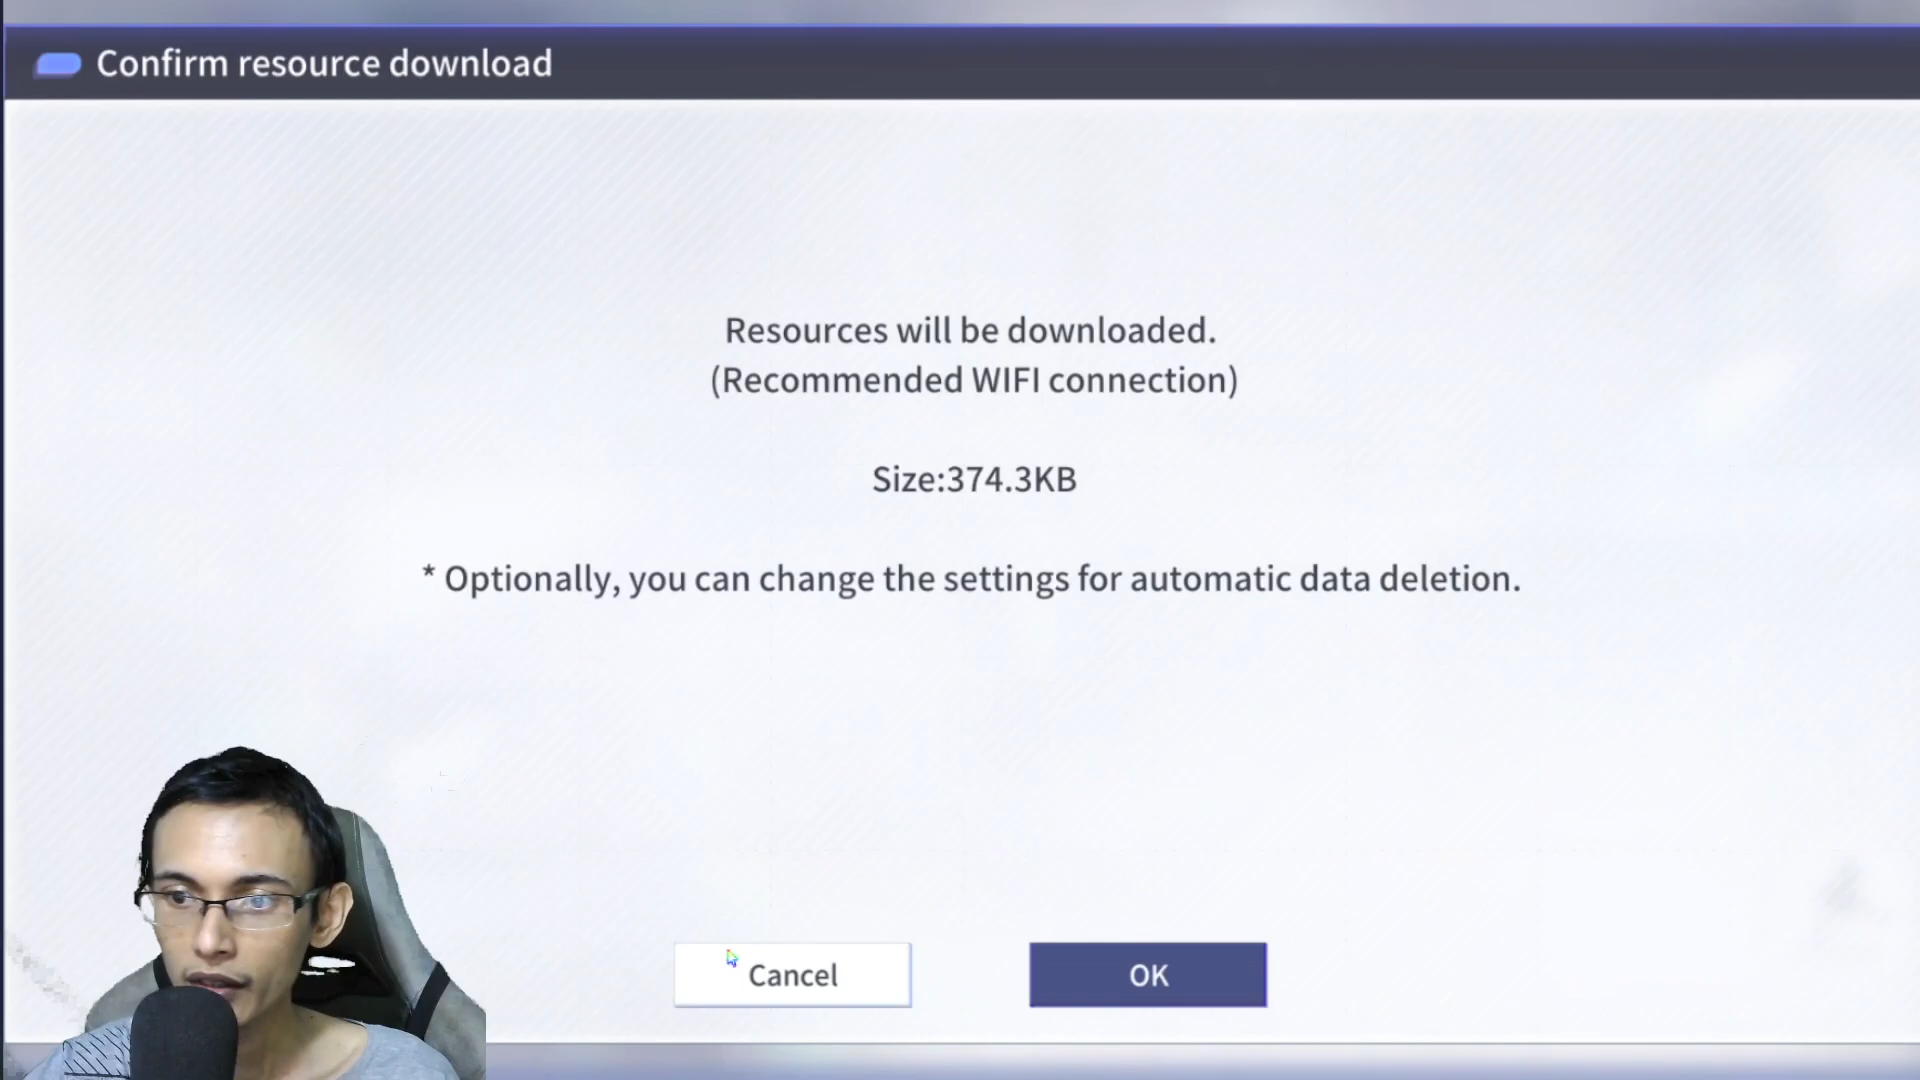 Confirm resource download
Resources will be downloaded.
(Recommended WIFI connection)
Size:374.3KB
* Optionally, you can change the settings for automatic data deletion.
Cancel
OK